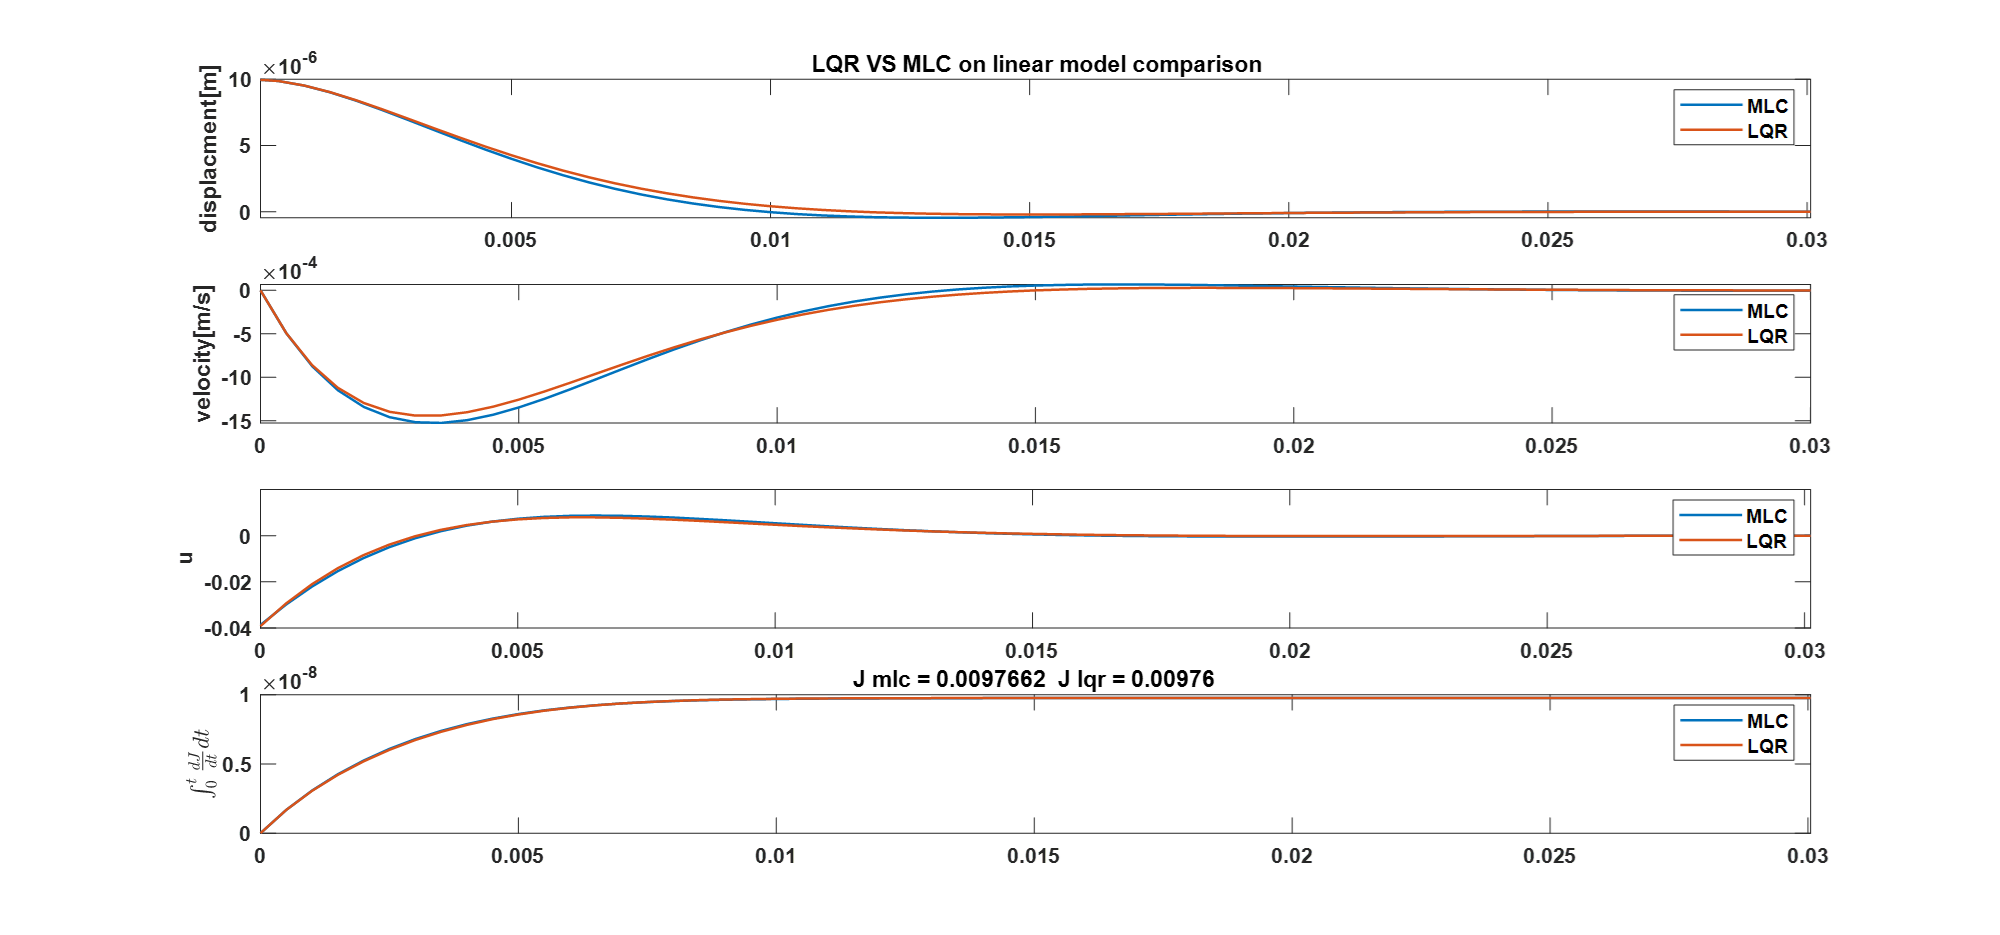 LQR VS MLC on linear model comparison
×10⁻⁶
displacment[m]
10
5
0
MLC
LQR
0.005 0.01 0.015 0.02 0.025 0.03
×10⁻⁴
velocity[m/s]
0
-5
-10
-15
MLC
LQR
0 0.005 0.01 0.015 0.02 0.025 0.03
u
0
-0.02
-0.04
MLC
LQR
0 0.005 0.01 0.015 0.02 0.025 0.03
J mlc = 0.0097662 J lqr = 0.00976
×10⁻⁸
∫₀ᵗ dJ/dt dt
1
0.5
0
MLC
LQR
0 0.005 0.01 0.015 0.02 0.025 0.03